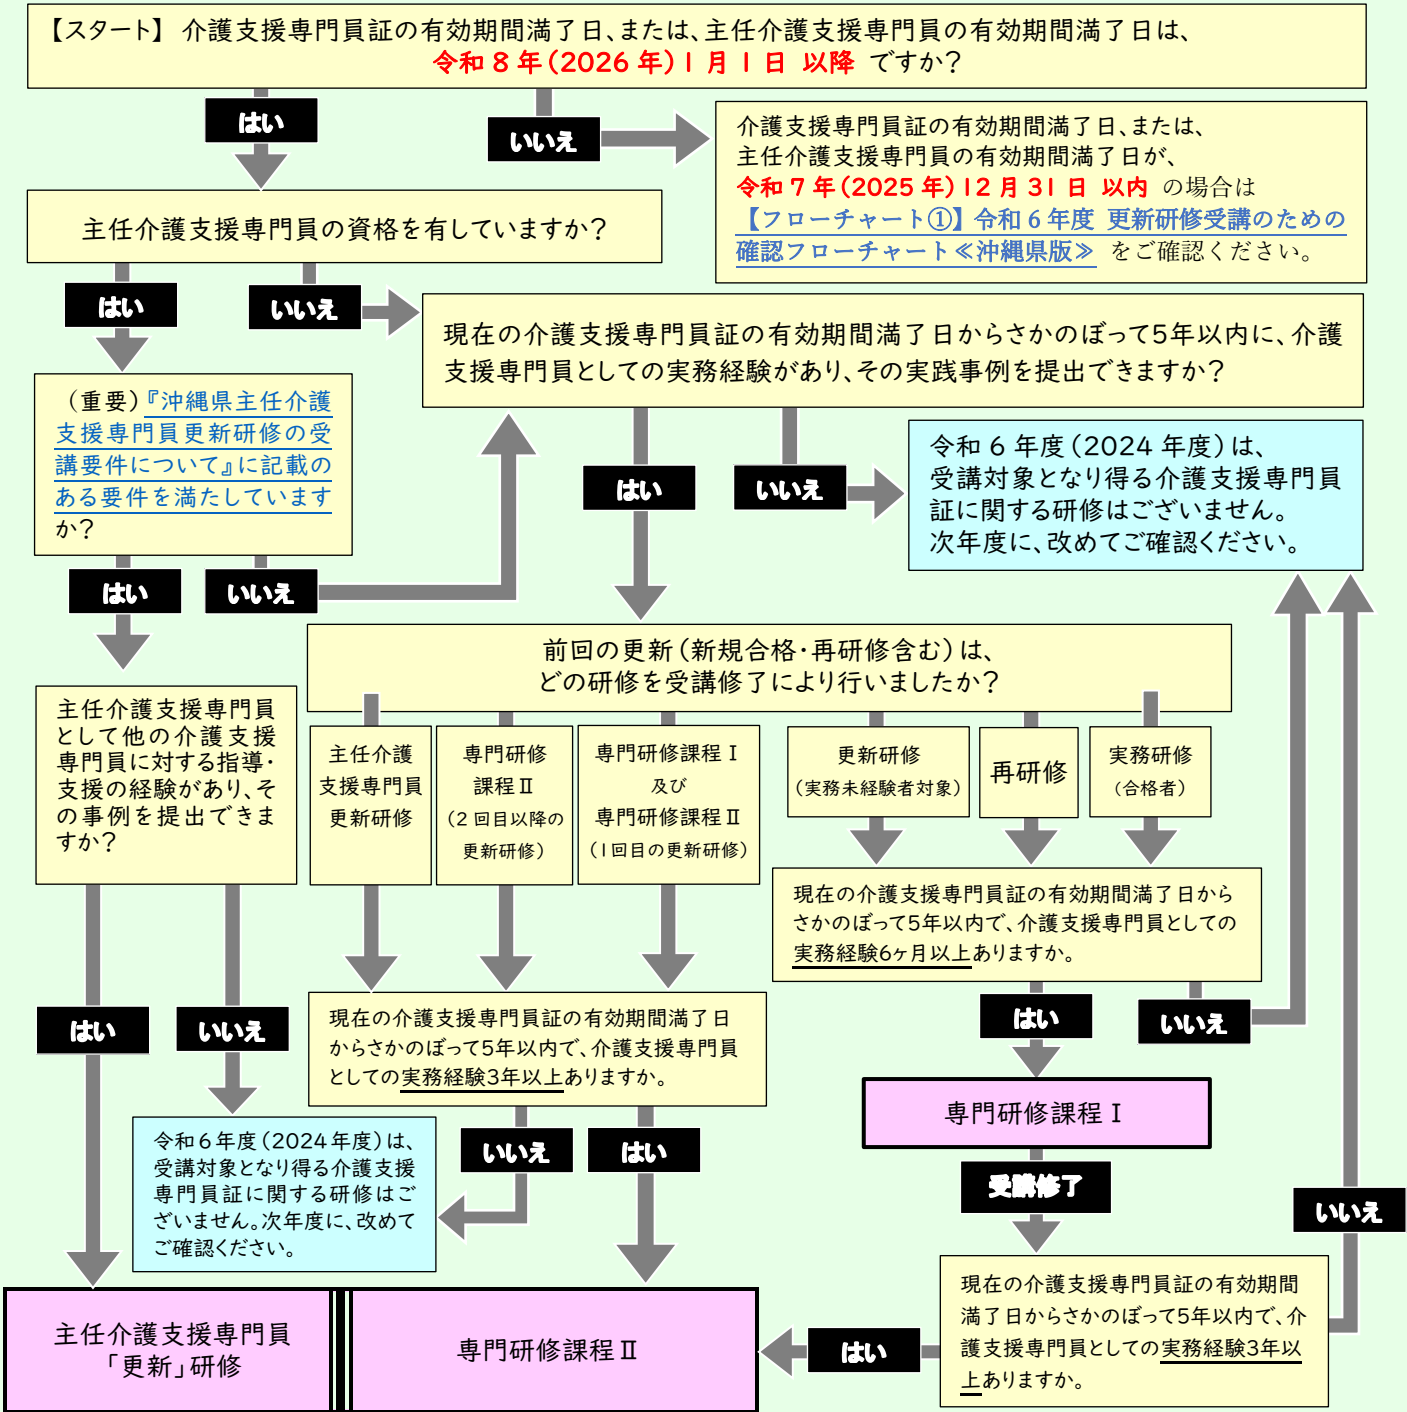 【スタート】 介護支援専門員証の有効期間満了日、または、主任介護支援専門員の有効期間満了日は、
令和8年(2026年)1月1日 以降 ですか?
はい
いいえ
介護支援専門員証の有効期間満了日、または、
主任介護支援専門員の有効期間満了日が、
令和7年(2025年)12月31日 以内 の場合は
【フローチャート①】令和6年度 更新研修受講のための
確認フローチャート≪沖縄県版≫ をご確認ください。
主任介護支援専門員の資格を有していますか?
はい
いいえ
現在の介護支援専門員証の有効期間満了日からさかのぼって5年以内に、介護
支援専門員としての実務経験があり、その実践事例を提出できますか?
(重要)『沖縄県主任介護
支援専門員更新研修の受
講要件について』に記載の
ある要件を満たしています
か?
はい
いいえ
令和6年度(2024年度)は、
受講対象となり得る介護支援専門員
証に関する研修はございません。
次年度に、改めてご確認ください。
はい
いいえ
前回の更新(新規合格・再研修含む)は、
どの研修を受講修了により行いましたか?
主任介護支援専門員
として他の介護支援
専門員に対する指導・
支援の経験があり、そ
の事例を提出できま
すか?
主任介護
支援専門員
更新研修
専門研修
課程Ⅱ
(2回目以降の
更新研修)
専門研修課程Ⅰ
及び
専門研修課程Ⅱ
(1回目の更新研修)
更新研修
(実務未経験者対象)
再研修
実務研修
(合格者)
現在の介護支援専門員証の有効期間満了日から
さかのぼって5年以内で、介護支援専門員としての
実務経験6ヶ月以上ありますか。
はい
いいえ
現在の介護支援専門員証の有効期間満了日
からさかのぼって5年以内で、介護支援専門員
としての実務経験3年以上ありますか。
はい
いいえ
専門研修課程Ⅰ
令和6年度(2024年度)は、
受講対象となり得る介護支援
専門員証に関する研修はご
ざいません。次年度に、改めて
ご確認ください。
いいえ
はい
受講修了
いいえ
現在の介護支援専門員証の有効期間
満了日からさかのぼって5年以内で、介
護支援専門員としての実務経験3年以
上ありますか。
主任介護支援専門員
「更新」研修
専門研修課程Ⅱ
はい